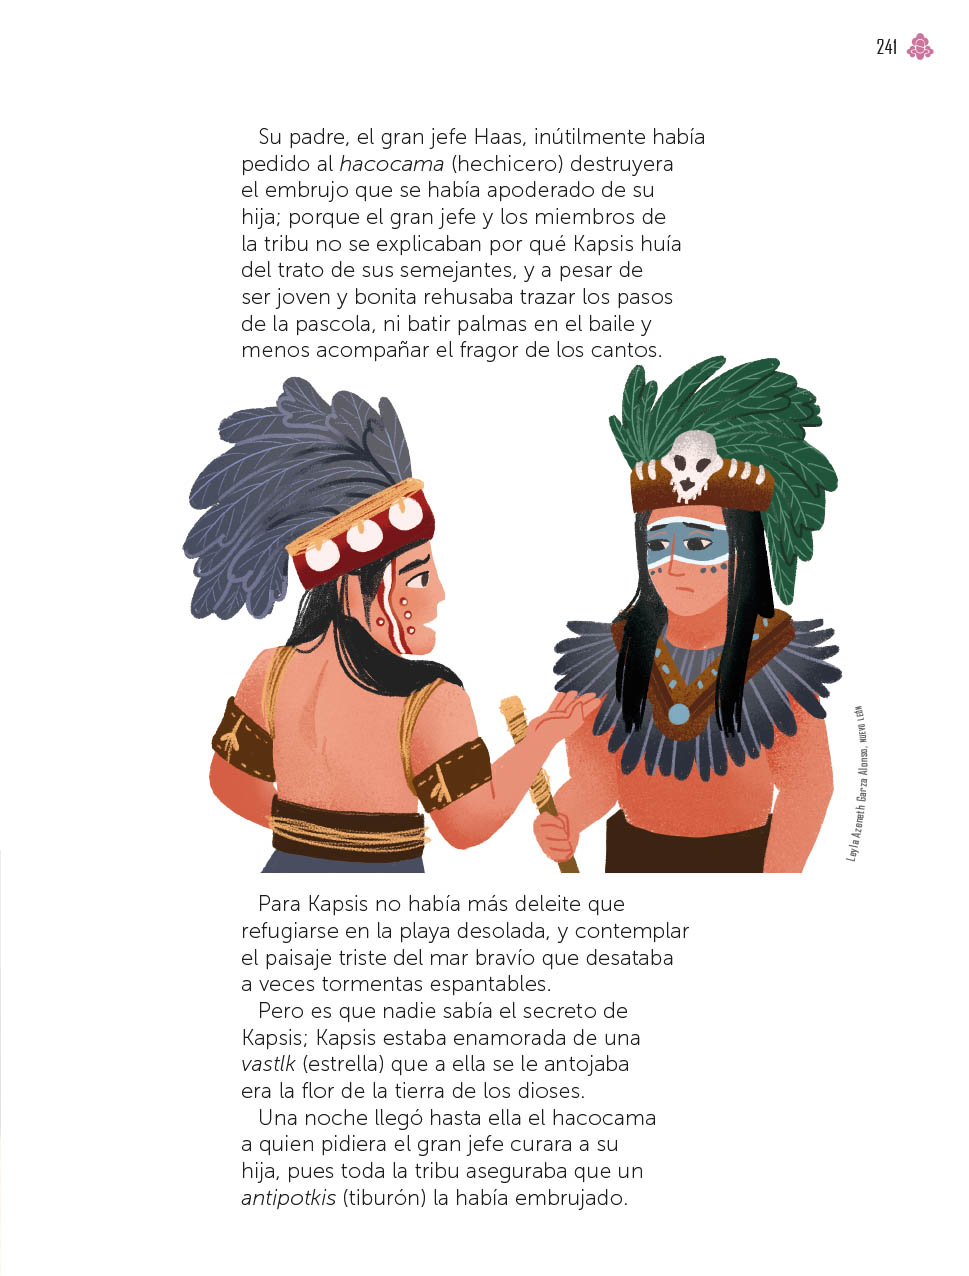 241
Su padre, el gran jefe Haas, inútilmente había
pedido al hacocama (hechicero) destruyera
el embrujo que se había apoderado de su
hija; porque el gran jefe y los miembros de
la tribu no se explicaban por qué Kapsis huía
del trato de sus semejantes, y a pesar de
ser joven y bonita rehusaba trazar los pasos
de la pascola, ni batir palmas en el baile y
menos acompañar el fragor de los cantos.
Leyla Azeneth Garza Alonso, NUEVO LEÓN
Para Kapsis no había más deleite que
refugiarse en la playa desolada, y contemplar
el paisaje triste del mar bravío que desataba
a veces tormentas espantables.
Pero es que nadie sabía el secreto de
Kapsis; Kapsis estaba enamorada de una
vastlk (estrella) que a ella se le antojaba
era la flor de la tierra de los dioses.
Una noche llegó hasta ella el hacocama
a quien pidiera el gran jefe curara a su
hija, pues toda la tribu aseguraba que un
antipotkis (tiburón) la había embrujado.